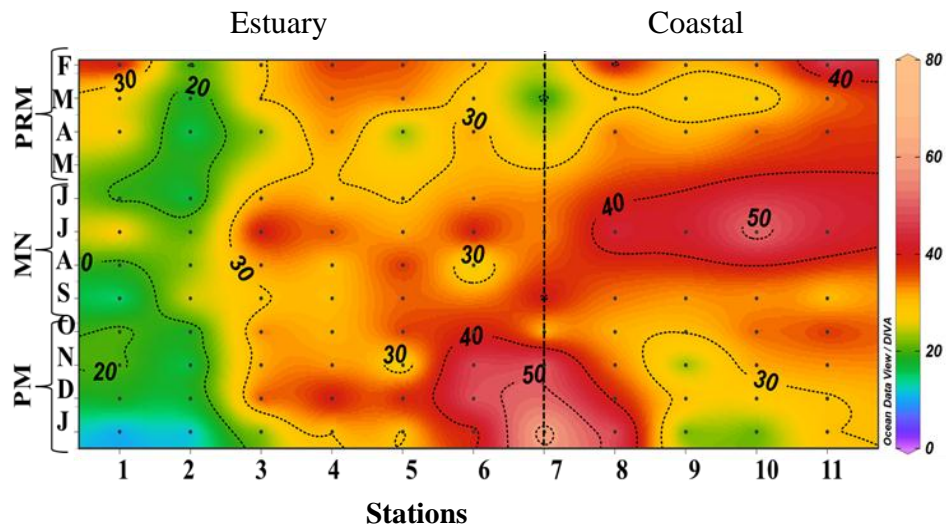 Estuary Coastal
PRM
MN
PM
F
M
A
M
J
J
A
S
O
N
D
J
30
20
30
40
40
50
0
30
30
20
30
40
50
30
80
60
40
20
0
Ocean Data View / DIVA
1 2 3 4 5 6 7 8 9 10 11
Stations